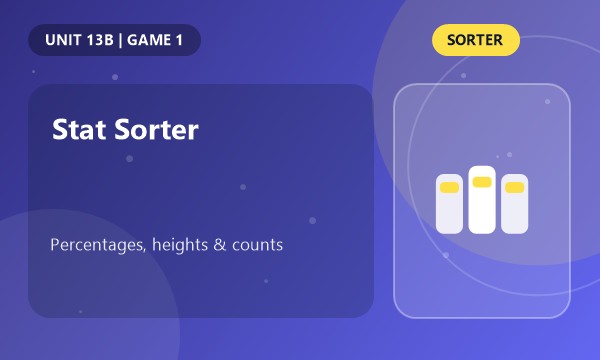 UNIT 13B | GAME 1
SORTER
Stat Sorter
Percentages, heights & counts